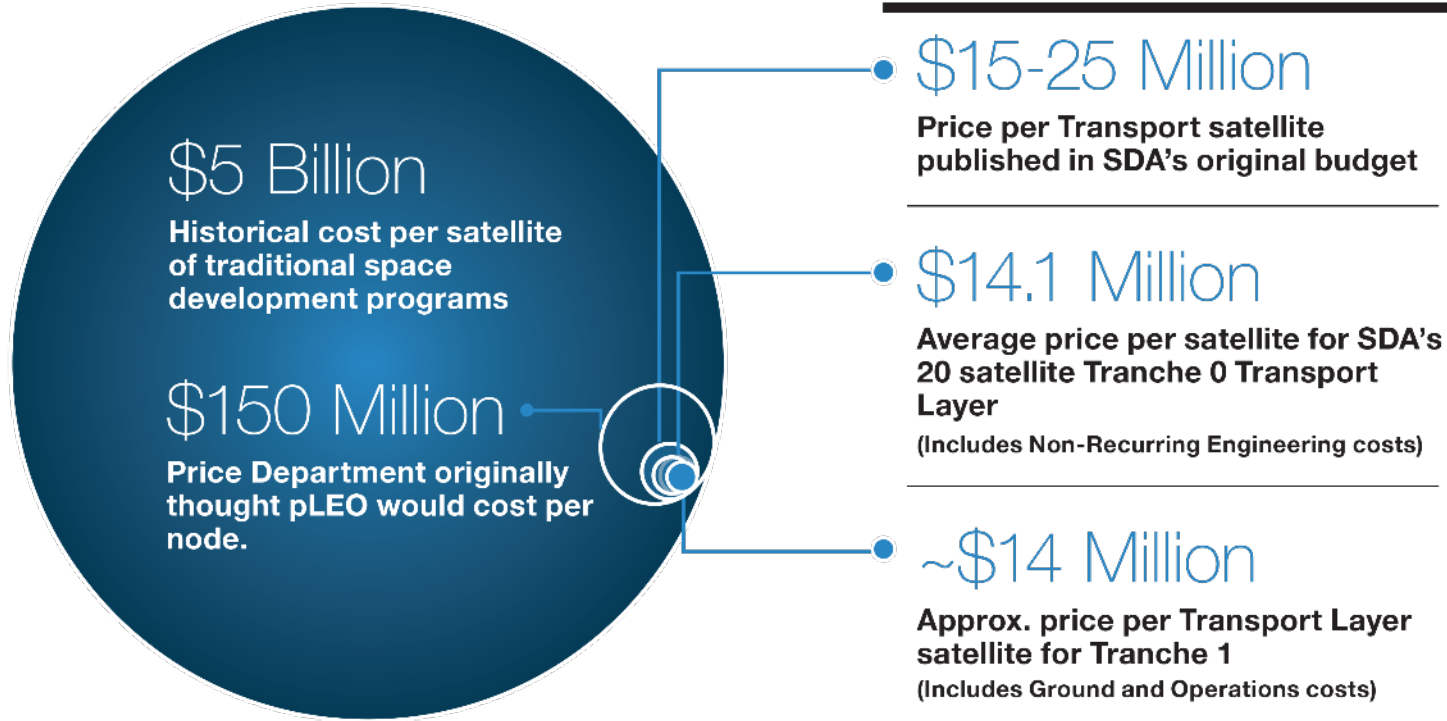 $5 Billion
Historical cost per satellite
of traditional space
development programs
$150 Million
Price Department originally
thought pLEO would cost per
node.
$15-25 Million
Price per Transport satellite
published in SDA's original budget
$14.1 Million
Average price per satellite for SDA's
20 satellite Tranche 0 Transport
Layer
(Includes Non-Recurring Engineering costs)
~$14 Million
Approx. price per Transport Layer
satellite for Tranche 1
(Includes Ground and Operations costs)